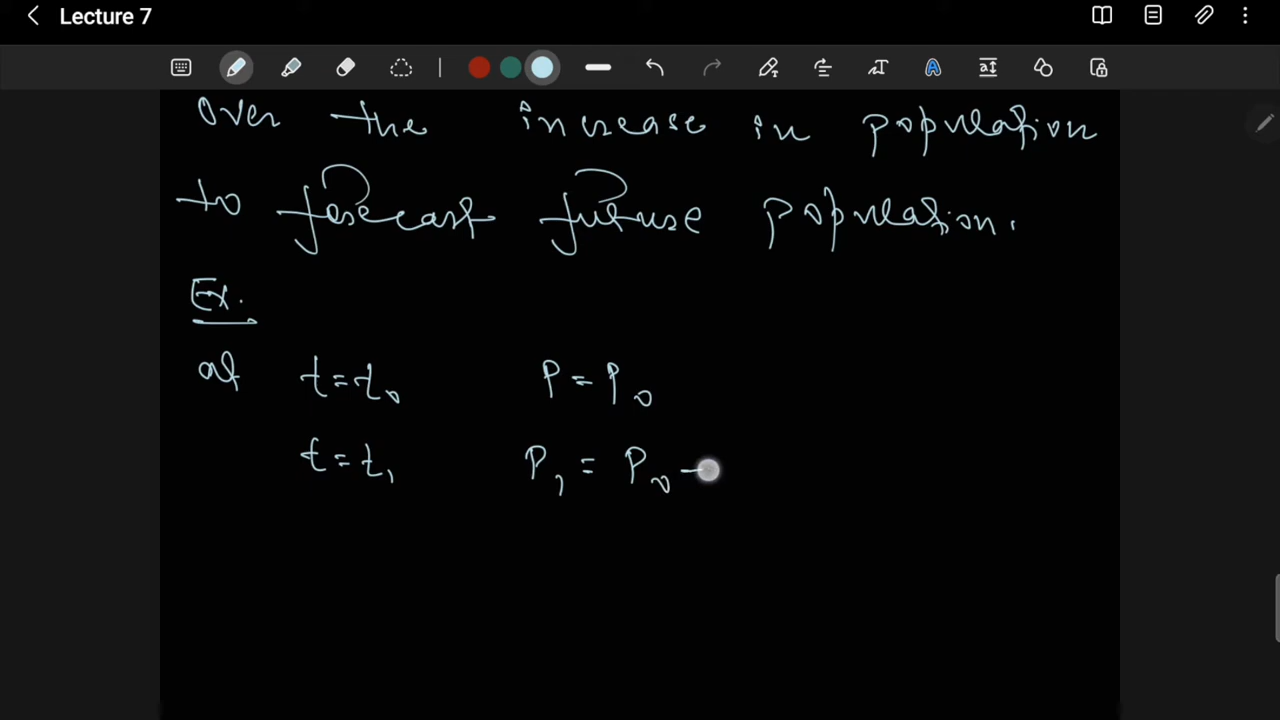 Lecture 7
over the increase in population
to forecast future population.
Ex.
at t = t₀ P = P₀
t = t₁ P₁ = P₀ -